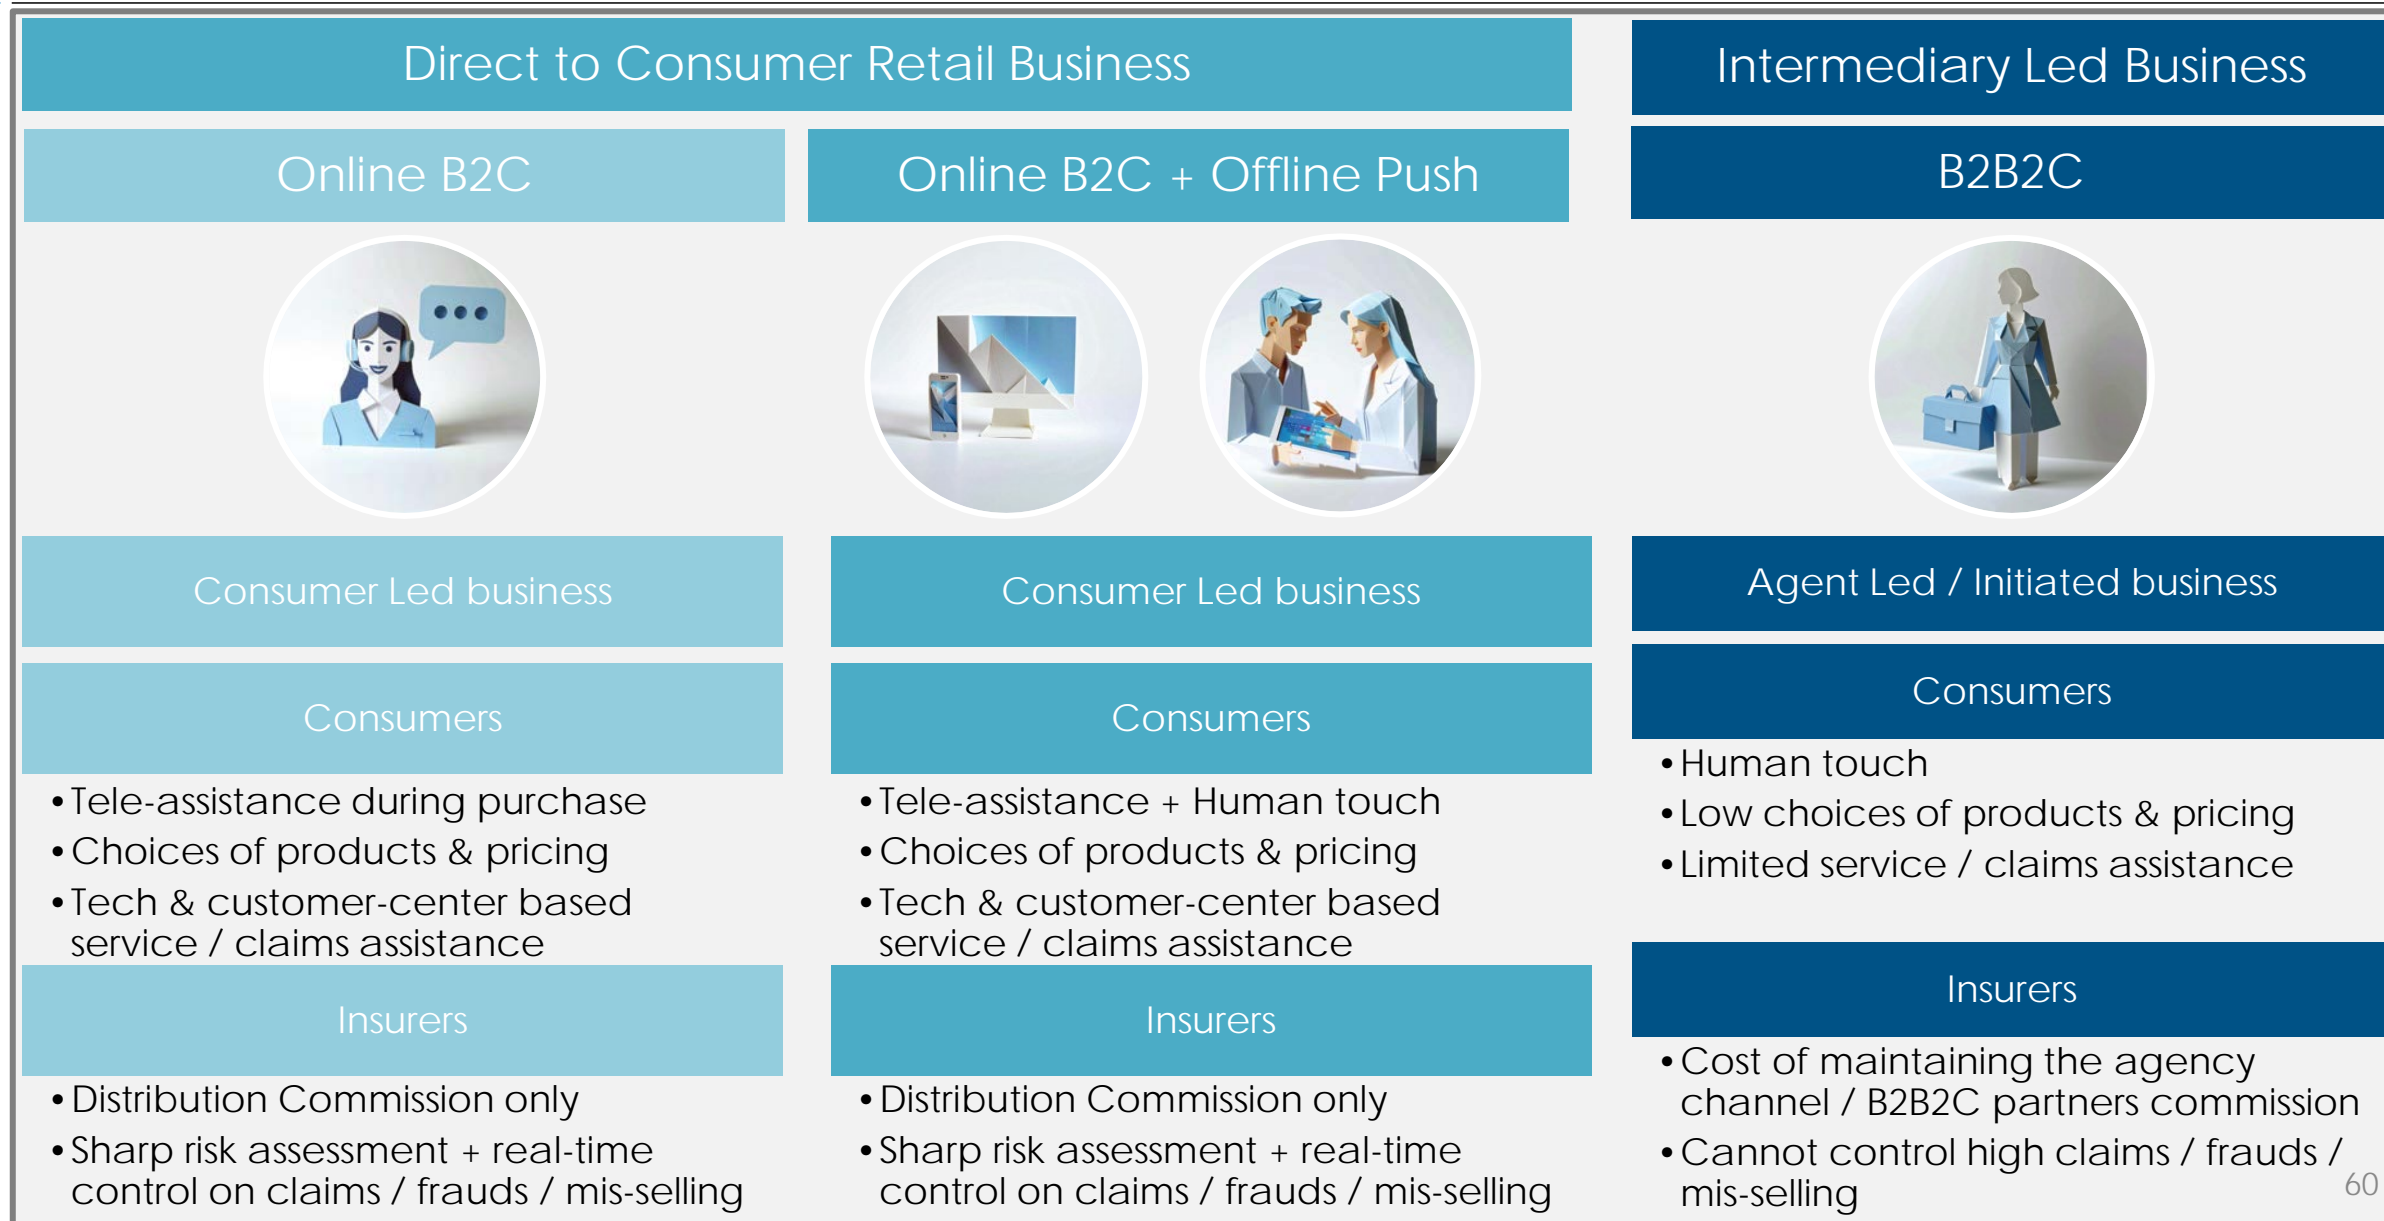 Direct to Consumer Retail Business
Intermediary Led Business
Online B2C
Online B2C + Offline Push
B2B2C
Consumer Led business
Consumers
•Tele-assistance during purchase
•Choices of products & pricing
•Tech & customer-center based
service / claims assistance
Insurers
•Distribution Commission only
•Sharp risk assessment + real-time
control on claims / frauds / mis-selling
Consumer Led business
Consumers
•Tele-assistance + Human touch
•Choices of products & pricing
•Tech & customer-center based
service / claims assistance
Insurers
•Distribution Commission only
•Sharp risk assessment + real-time
control on claims / frauds / mis-selling
Agent Led / Initiated business
Consumers
•Human touch
•Low choices of products & pricing
•Limited service / claims assistance
Insurers
•Cost of maintaining the agency
channel / B2B2C partners commission
•Cannot control high claims / frauds /
mis-selling
60